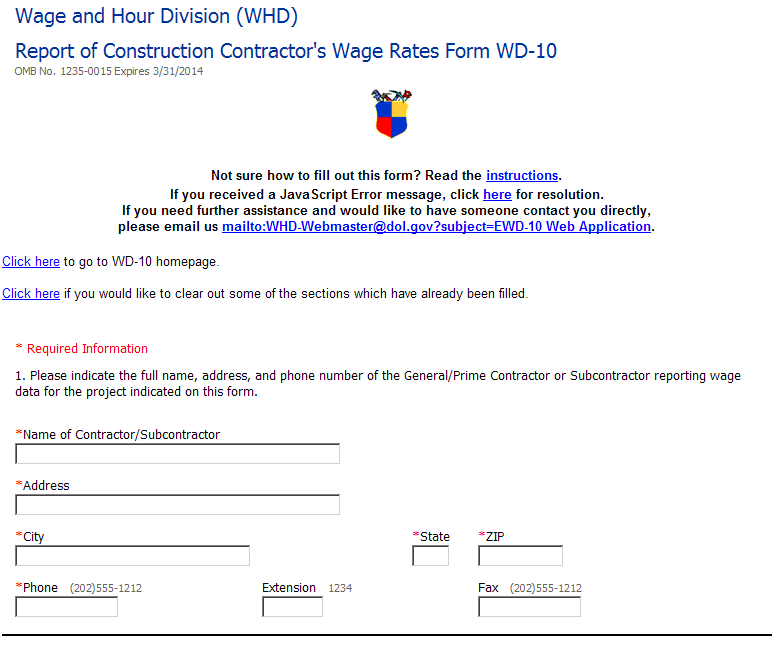 Wage and Hour Division (WHD)
Report of Construction Contractor's Wage Rates Form WD-10
OMB No. 1235-0015 Expires 3/31/2014
Not sure how to fill out this form? Read the instructions.
If you received a JavaScript Error message, click here for resolution.
If you need further assistance and would like to have someone contact you directly,
please email us mailto:WHD-Webmaster@dol.gov?subject=EWD-10 Web Application.
Click here to go to WD-10 homepage.
Click here if you would like to clear out some of the sections which have already been filled.
* Required Information
1. Please indicate the full name, address, and phone number of the General/Prime Contractor or Subcontractor reporting wage
data for the project indicated on this form.
*Name of Contractor/Subcontractor
*Address
*City *State *ZIP
*Phone (202)555-1212 Extension 1234 Fax (202)555-1212